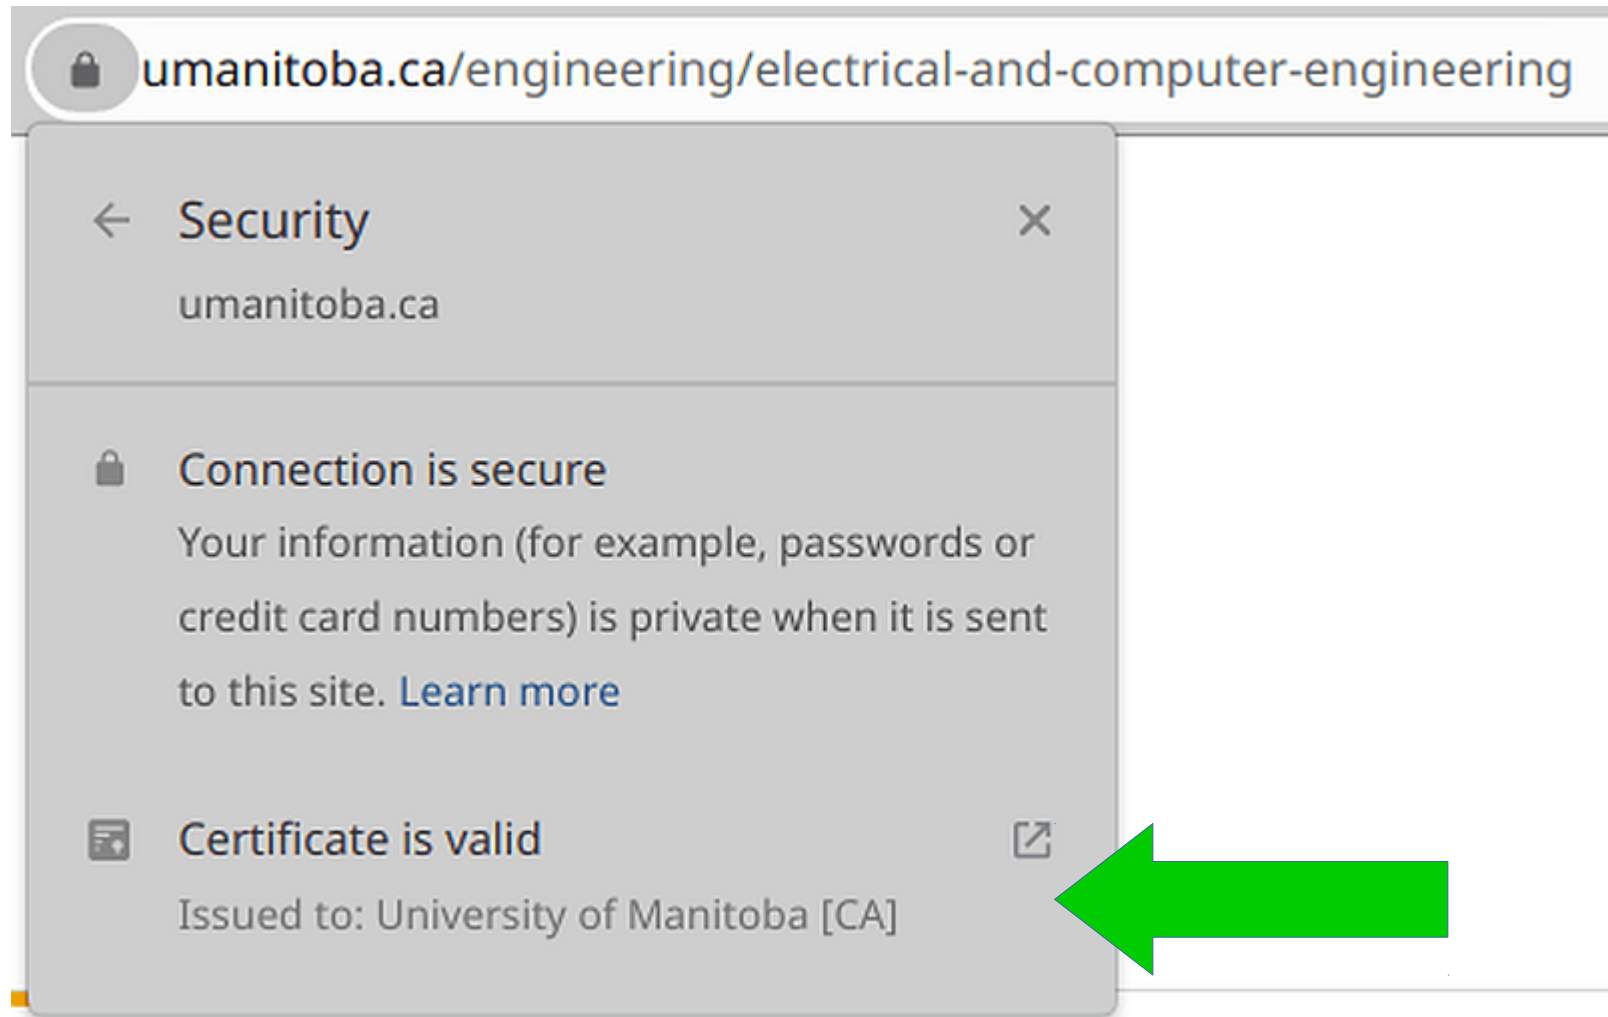 umanitoba.ca/engineering/electrical-and-computer-engineering
Security
umanitoba.ca
Connection is secure
Your information (for example, passwords or
credit card numbers) is private when it is sent
to this site. Learn more
Certificate is valid
Issued to: University of Manitoba [CA]